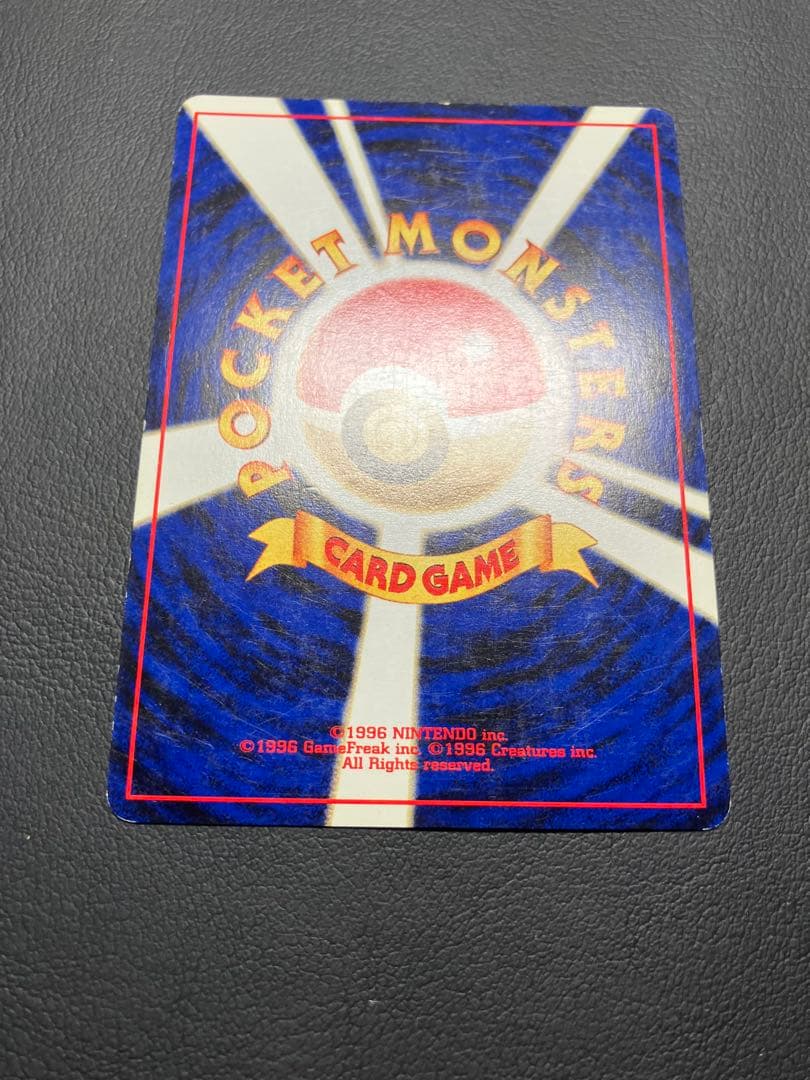 POCKET MONSTERS
CARD GAME
©1996 NINTENDO inc.
©1996 GameFreak inc. ©1996 Creatures inc.
All Rights reserved.